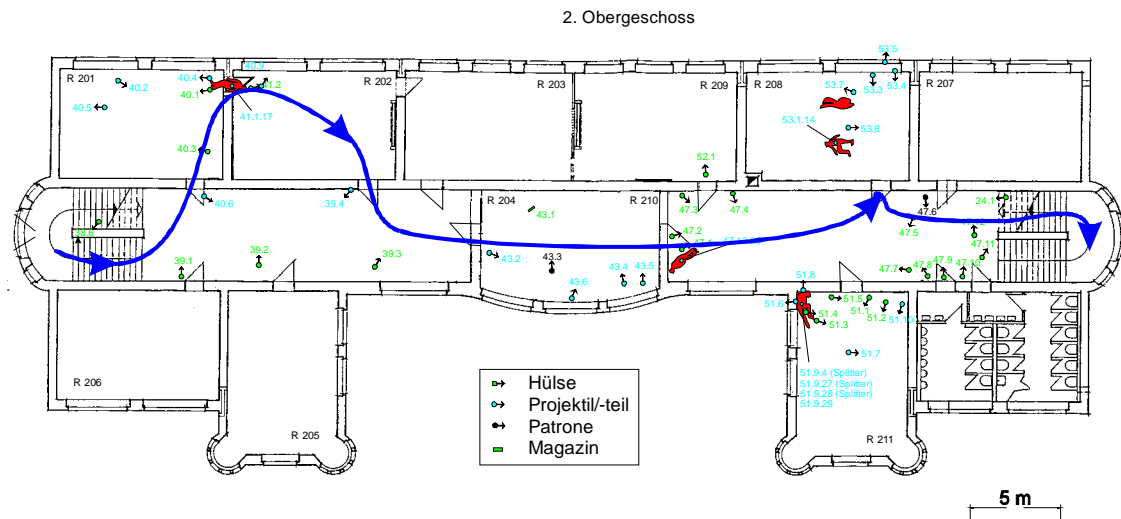 2. Obergeschoss
40.9
53.5
R 201
40.4
41.2
R 202
R 203
R 209
R 208
R 207
40.2
40.1
53.7
53.3
53.4
40.5
41.1.17
53.1.14
53.8
40.3
52.1
40.6
39.4
R 204
R 210
47.3
47.4
47.6
24.1
43.1
39.6
47.2
47.5
43.2
43.3
39.1
39.2
39.3
43.4
43.5
47.7
47.8
47.9
47.10
47.11
43.6
51.8
51.6
51.4
51.5
51.3
51.1
51.2
51.10
51.7
R 206
51.9.4 (Splitter)
51.9.27 (Splitter)
51.9.28 (Splitter)
51.9.29
Hülse
Projektil/-teil
Patrone
Magazin
R 205
R 211
5 m